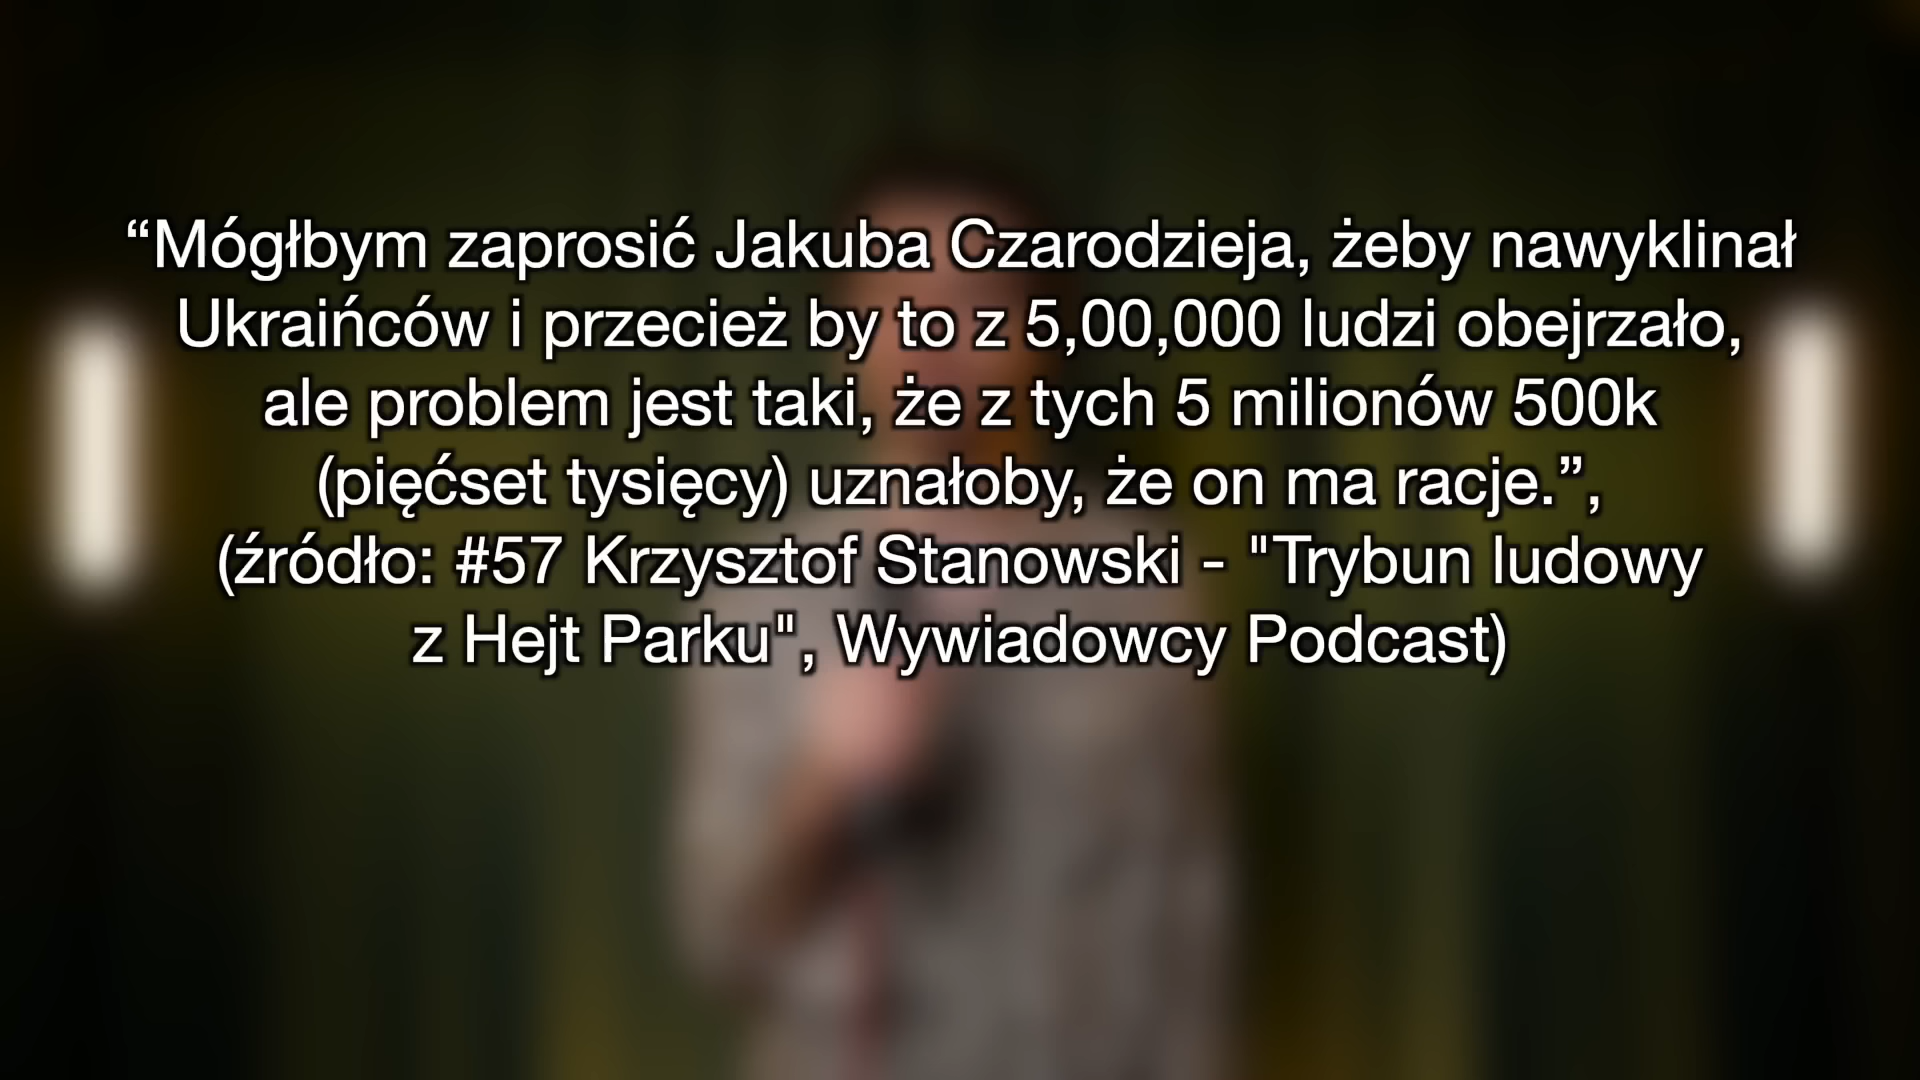 “Mógłbym zaprosić Jakuba Czarodzieja, żeby nawyklinał
Ukraińców i przecież by to z 5,00,000 ludzi obejrzało,
ale problem jest taki, że z tych 5 milionów 500k
(pięćset tysięcy) uznałoby, że on ma racje.”,
(źródło: #57 Krzysztof Stanowski - "Trybun ludowy
z Hejt Parku", Wywiadowcy Podcast)